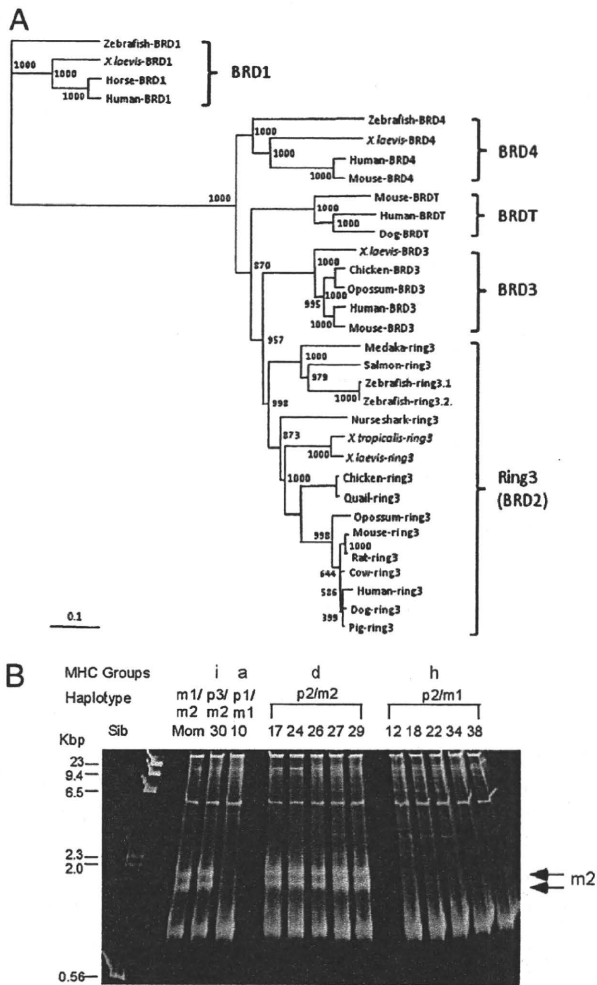 A
Zebrafish-BRD1
1000
X.laevis-BRD1
1000
Horse-BRD1
BRD1
1000
Human-BRD1
Zebrafish-BRD4
1000
X.laevis-BRD4
1000
Human-BRD4
BRD4
1000
Mouse-BRD4
1000
Mouse-BRDT
1000
Human-BRDT
BRDT
1000
Dog-BRDT
870
X.laevis-BRD3
1000
Chicken-BRD3
Opossum-BRD3
BRD3
995
1000
Human-BRD3
1000
Mouse-BRD3
957
Medaka-ring3
1000
Salmon-ring3
979
Zebrafish-ring3.1
1000
Zebrafish-ring3.2.
998
Nurseshark-ring3
873
X.tropicalis-ring3
1000
X.laevis-ring3
1000
Chicken-ring3
Quail-ring3
Ring3
(BRD2)
Opossum-ring3
998
Mouse-ring3
1000
Rat-ring3
644
Cow-ring3
586
Human-ring3
Dog-ring3
399
Pig-ring3
0.1
B
MHC Groups i a d h
Haplotype m1/m2 p3/m2 p1/m1 p2/m2 p2/m1
Sib Mom 30 10 17 24 26 27 29 12 18 22 34 38
Kbp
23
9.4
6.5
2.3
2.0
m2
0.56